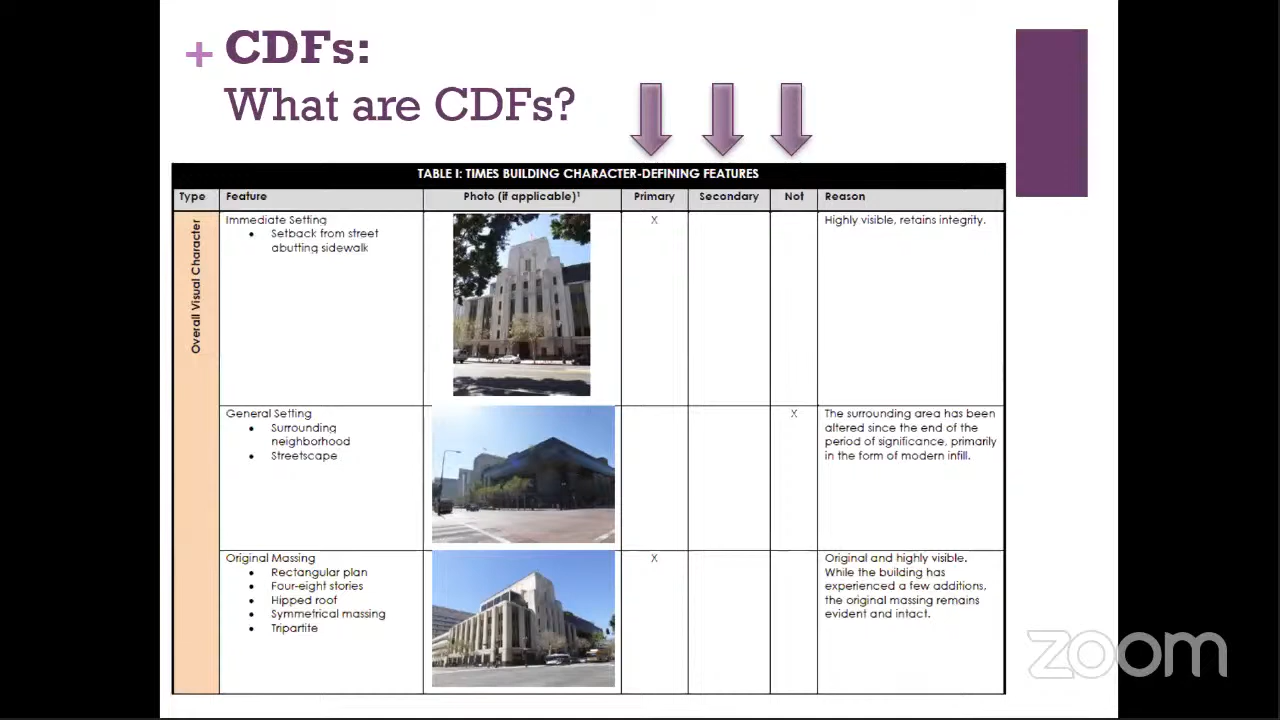 + CDFs:
What are CDFs?
TABLE I: TIMES BUILDING CHARACTER-DEFINING FEATURES
Type Feature Photo (if applicable)¹ Primary Secondary Not Reason
Overall Visual Character
Immediate Setting
• Setback from street
abutting sidewalk
X
Highly visible, retains integrity.
General Setting
• Surrounding
neighborhood
• Streetscape
X
The surrounding area has been
altered since the end of the
period of significance, primarily
in the form of modern infill.
Original Massing
• Rectangular plan
• Four-eight stories
• Hipped roof
• Symmetrical massing
• Tripartite
X
Original and highly visible.
While the building has
experienced a few additions,
the original massing remains
evident and intact.
zoom